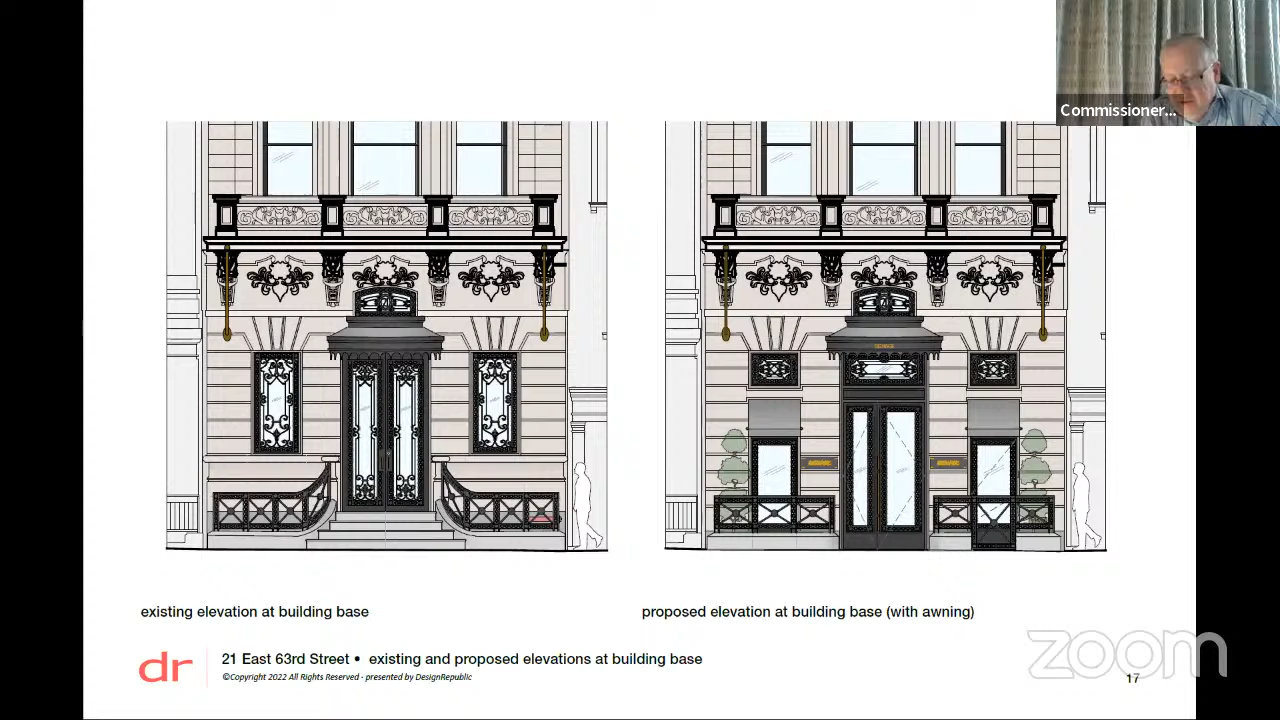 Commissioner...
existing elevation at building base
proposed elevation at building base (with awning)
dr
21 East 63rd Street • existing and proposed elevations at building base
©Copyright 2022 All Rights Reserved - presented by DesignRepublic
zoom
17